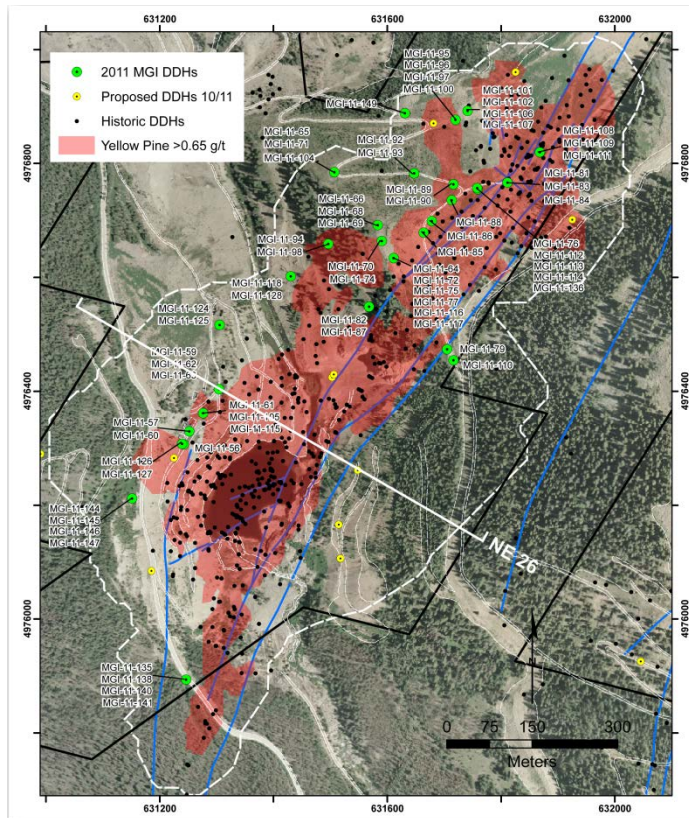 631200
631600
632000
2011 MGI DDHs
Proposed DDHs 10/11
Historic DDHs
Yellow Pine >0.65 g/t
MGI-11-95
MGI-11-96
MGI-11-97
MGI-11-100
MGI-11-101
MGI-11-102
MGI-11-106
MGI-11-107
MGI-11-149
MGI-11-65
MGI-11-71
MGI-11-104
MGI-11-92
MGI-11-93
MGI-11-108
MGI-11-109
MGI-11-111
MGI-11-81
MGI-11-83
MGI-11-84
MGI-11-89
MGI-11-90
MGI-11-66
MGI-11-68
MGI-11-69
MGI-11-88
MGI-11-86
MGI-11-85
MGI-11-94
MGI-11-98
MGI-11-70
MGI-11-74
MGI-11-76
MGI-11-112
MGI-11-113
MGI-11-114
MGI-11-136
MGI-11-64
MGI-11-72
MGI-11-75
MGI-11-77
MGI-11-116
MGI-11-117
MGI-11-118
MGI-11-128
MGI-11-124
MGI-11-125
MGI-11-82
MGI-11-87
MGI-11-79
MGI-11-110
MGI-11-59
MGI-11-62
MGI-11-61
MGI-11-105
MGI-11-115
MGI-11-57
MGI-11-60
MGI-11-56
MGI-11-126
MGI-11-127
MGI-11-144
MGI-11-145
MGI-11-146
MGI-11-147
NE-26
MGI-11-135
MGI-11-138
MGI-11-140
MGI-11-141
4976800
4976400
4976000
4976800
4976400
4976000
N
0 75 150 300
Meters
631200
631600
632000